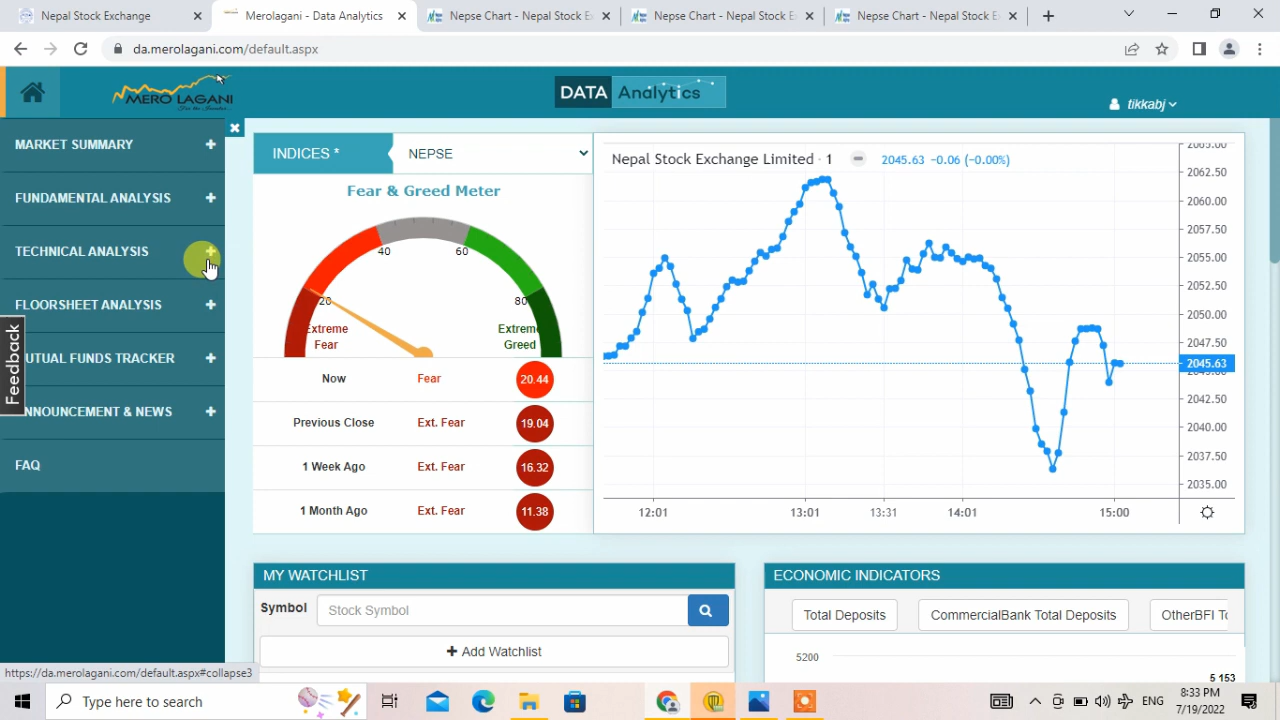 Nepal Stock Exchange
Merolagani - Data Analytics
Nepse Chart - Nepal Stock E
Nepse Chart - Nepal Stock E
Nepse Chart - Nepal Stock E
da.merolagani.com/default.aspx
MERO LAGANI
DATA Analytics
tikkabj
MARKET SUMMARY
FUNDAMENTAL ANALYSIS
TECHNICAL ANALYSIS
FLOORSHEET ANALYSIS
UTUAL FUNDS TRACKER
NNOUNCEMENT & NEWS
FAQ
Feedback
INDICES *
NEPSE
Fear & Greed Meter
40
60
20
80
Extreme
Fear
Extreme
Greed
Now Fear 20.44
Previous Close Ext. Fear 19.04
1 Week Ago Ext. Fear 16.32
1 Month Ago Ext. Fear 11.38
Nepal Stock Exchange Limited · 1
2045.63 -0.06 (-0.00%)
2065.00
2062.50
2060.00
2057.50
2055.00
2052.50
2050.00
2047.50
2045.63
2045.00
2042.50
2040.00
2037.50
2035.00
12:01 13:01 13:31 14:01 15:00
MY WATCHLIST
Symbol Stock Symbol
+ Add Watchlist
ECONOMIC INDICATORS
Total Deposits
CommercialBank Total Deposits
OtherBFI To
5200
5 153
https://da.merolagani.com/default.aspx#collapse3
Type here to search
ENG
8:33 PM
7/19/2022